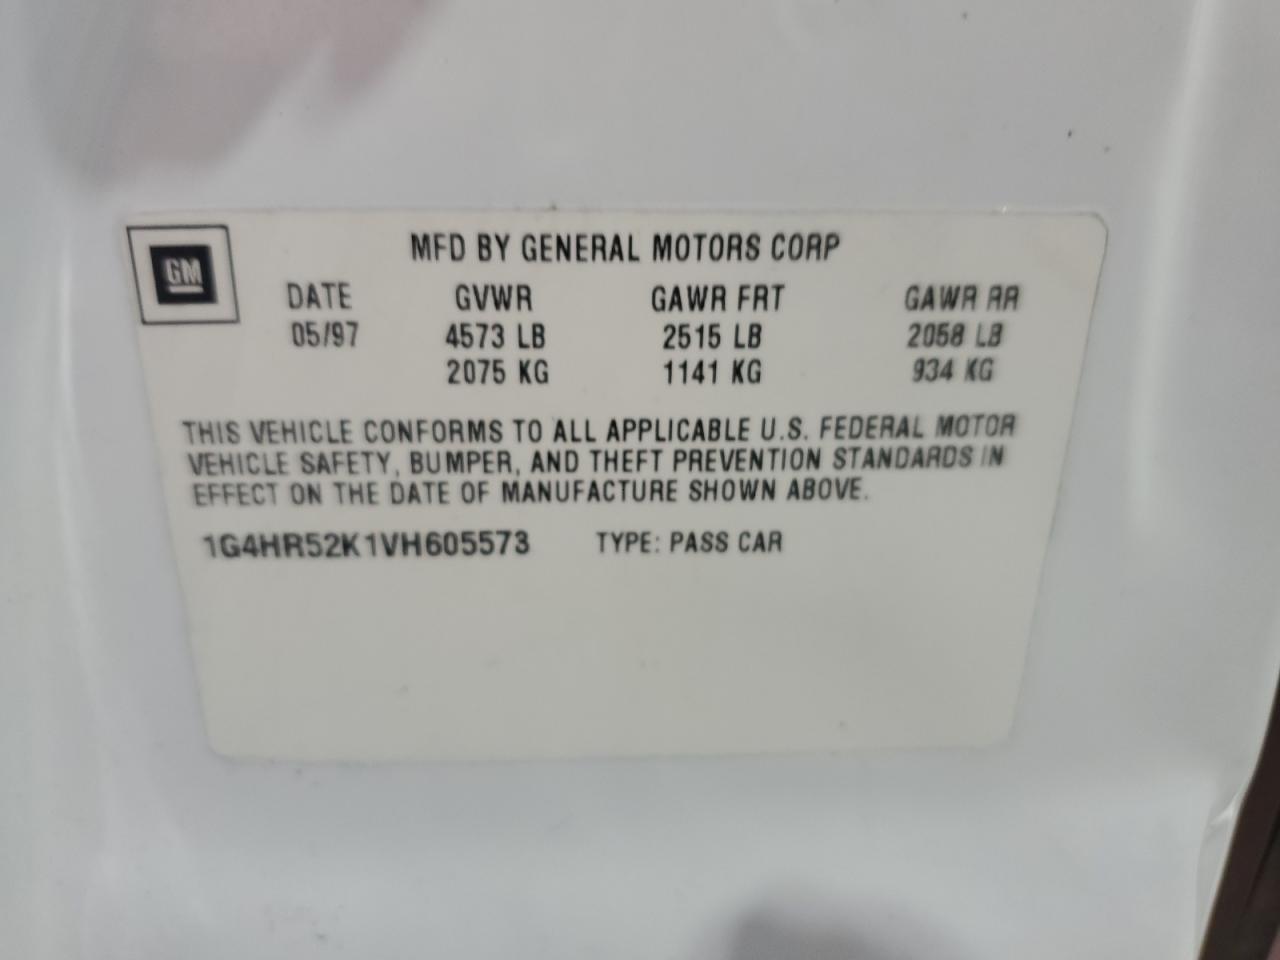 GM
MFD BY GENERAL MOTORS CORP
DATE GVWR GAWR FRT GAWR RR
05/97 4573 LB 2515 LB 2058 LB
2075 KG 1141 KG 934 KG
THIS VEHICLE CONFORMS TO ALL APPLICABLE U.S. FEDERAL MOTOR
VEHICLE SAFETY, BUMPER, AND THEFT PREVENTION STANDARDS IN
EFFECT ON THE DATE OF MANUFACTURE SHOWN ABOVE.
1G4HR52K1VH605573 TYPE: PASS CAR